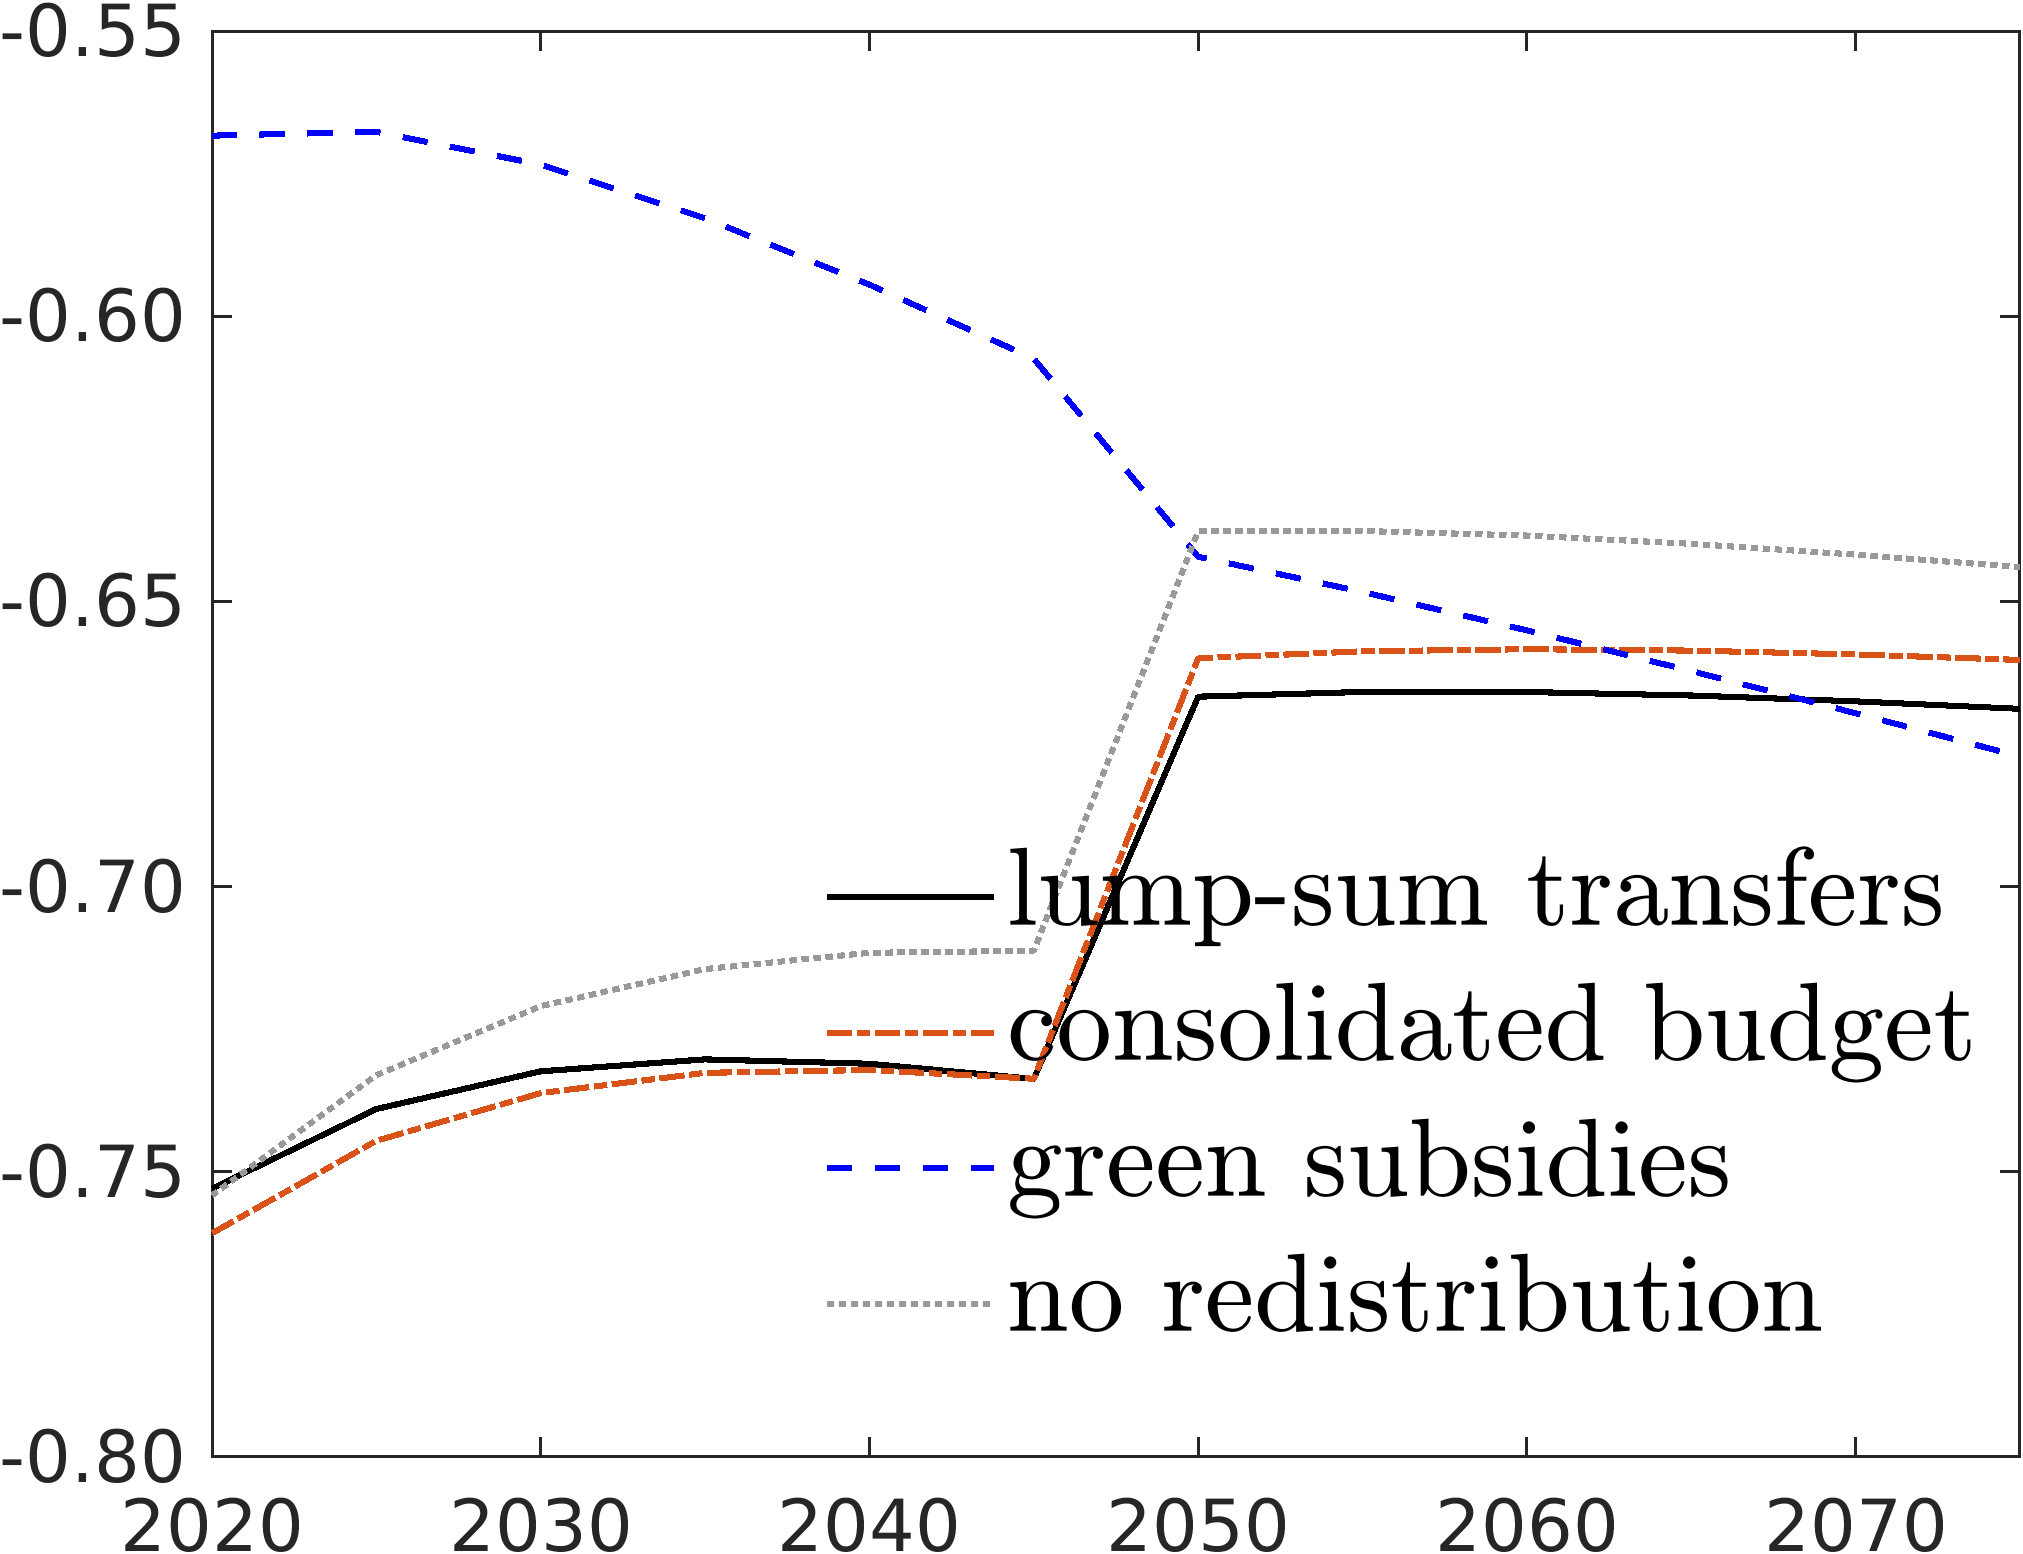 -0.55
-0.60
-0.65
-0.70
-0.75
-0.80
lump-sum transfers
consolidated budget
green subsidies
no redistribution
2020 2030 2040 2050 2060 2070